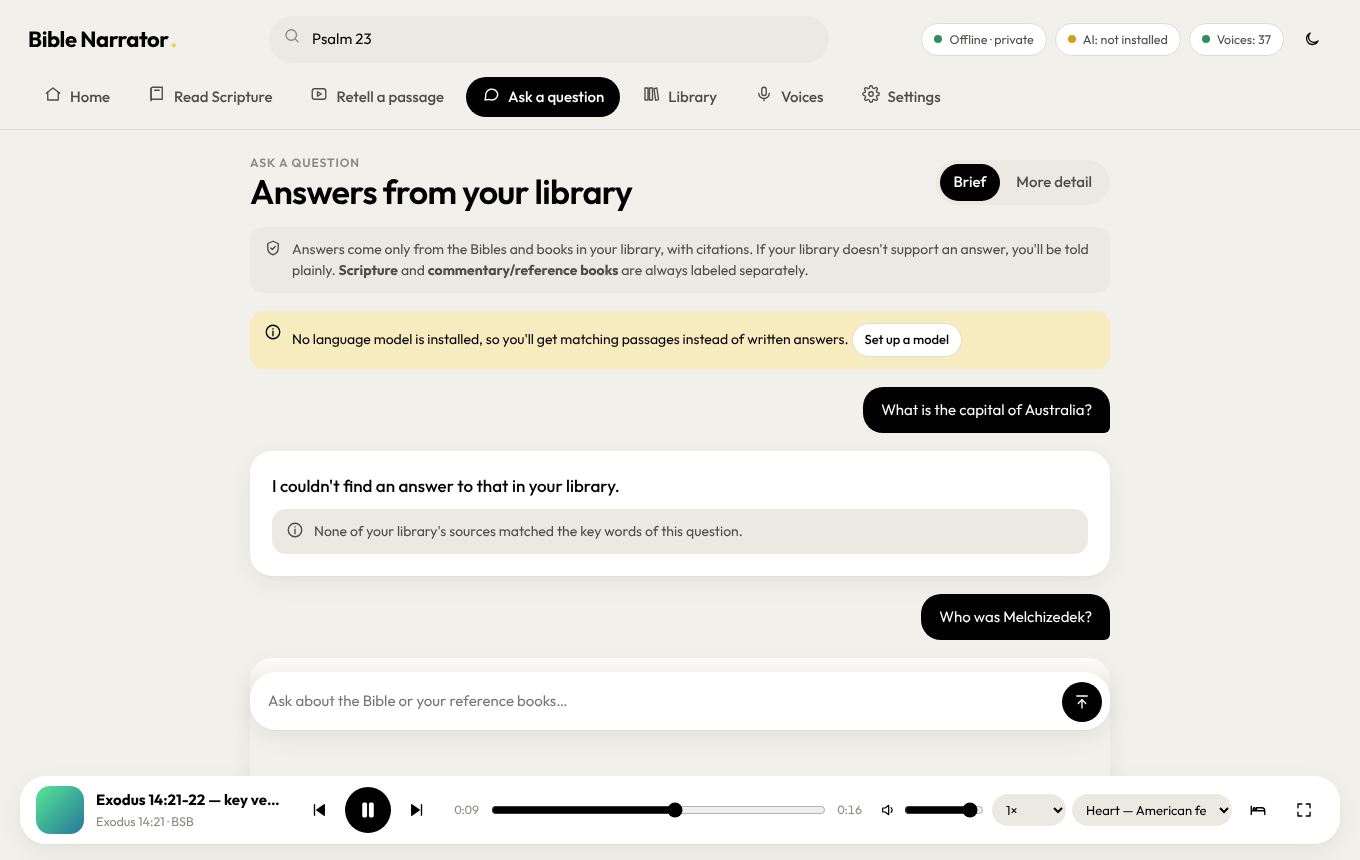 Bible Narrator.
Psalm 23
Offline · private
AI: not installed
Voices: 37
Home
Read Scripture
Retell a passage
Ask a question
Library
Voices
Settings
ASK A QUESTION
Answers from your library
Brief
More detail
Answers come only from the Bibles and books in your library, with citations. If your library doesn't support an answer, you'll be told
plainly. Scripture and commentary/reference books are always labeled separately.
No language model is installed, so you'll get matching passages instead of written answers.
Set up a model
What is the capital of Australia?
I couldn't find an answer to that in your library.
None of your library's sources matched the key words of this question.
Who was Melchizedek?
Ask about the Bible or your reference books...
Exodus 14:21-22 — key ve...
Exodus 14:21 · BSB
0:09
0:16
1×
Heart — American fe